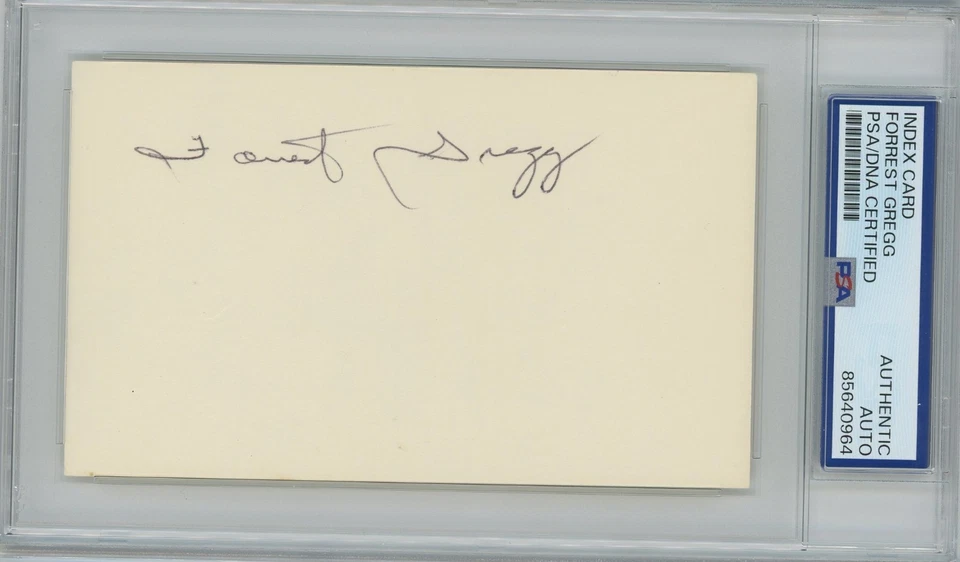 Forrest Gregg
INDEX CARD
FORREST GREGG
PSA/DNA CERTIFIED
PSA
AUTHENTIC
AUTO
85640964